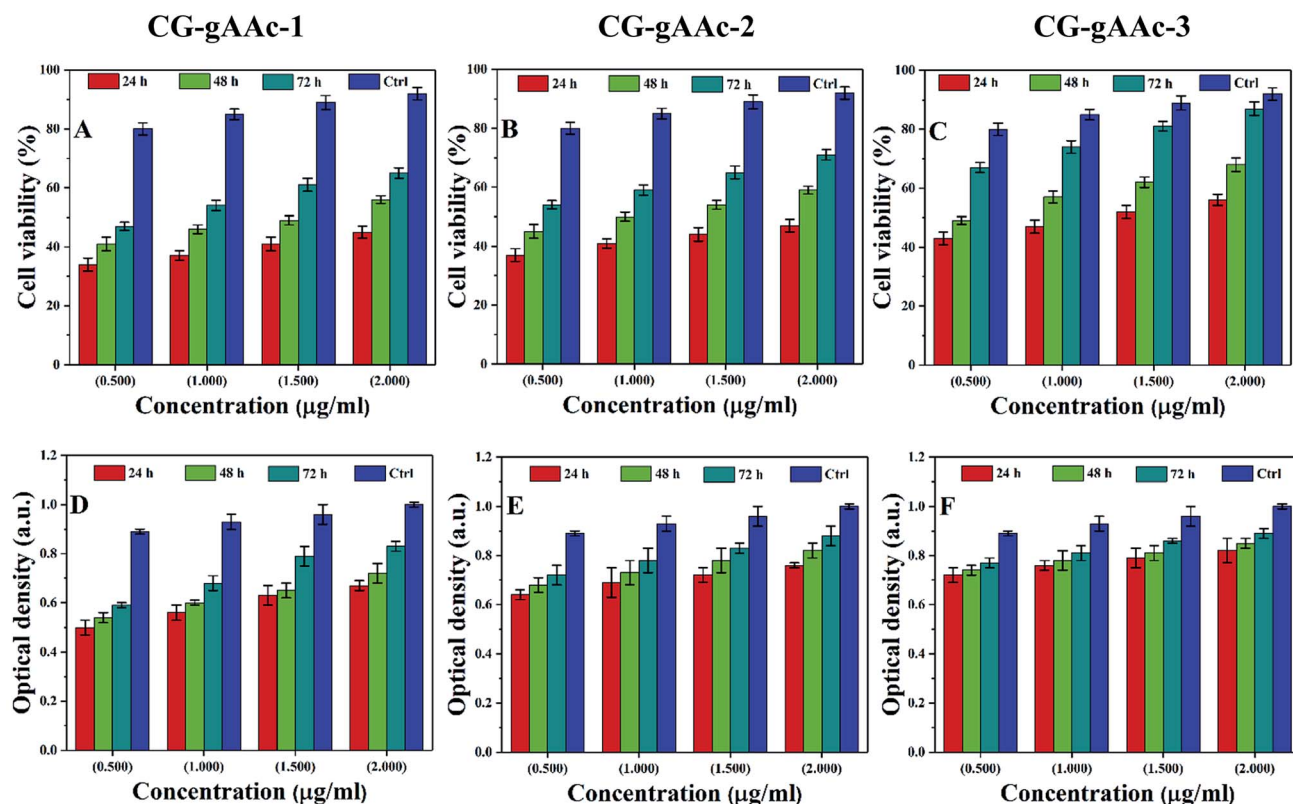 CG-gAAc-1 CG-gAAc-2 CG-gAAc-3
100
80
60
40
20
0
Cell viability (%)
24 h 48 h 72 h Ctrl
A
(0.500) (1.000) (1.500) (2.000)
Concentration (μg/ml)
100
80
60
40
20
0
Cell viability (%)
24 h 48 h 72 h Ctrl
B
(0.500) (1.000) (1.500) (2.000)
Concentration (μg/ml)
100
80
60
40
20
0
Cell viability (%)
24 h 48 h 72 h Ctrl
C
(0.500) (1.000) (1.500) (2.000)
Concentration (μg/ml)
1.2
1.0
0.8
0.6
0.4
0.2
0.0
Optical density (a.u.)
24 h 48 h 72 h Ctrl
D
(0.500) (1.000) (1.500) (2.000)
Concentration (μg/ml)
1.2
1.0
0.8
0.6
0.4
0.2
0.0
Optical density (a.u.)
24 h 48 h 72 h Ctrl
E
(0.500) (1.000) (1.500) (2.000)
Concentration (μg/ml)
1.2
1.0
0.8
0.6
0.4
0.2
0.0
Optical density (a.u.)
24 h 48 h 72 h Ctrl
F
(0.500) (1.000) (1.500) (2.000)
Concentration (μg/ml)